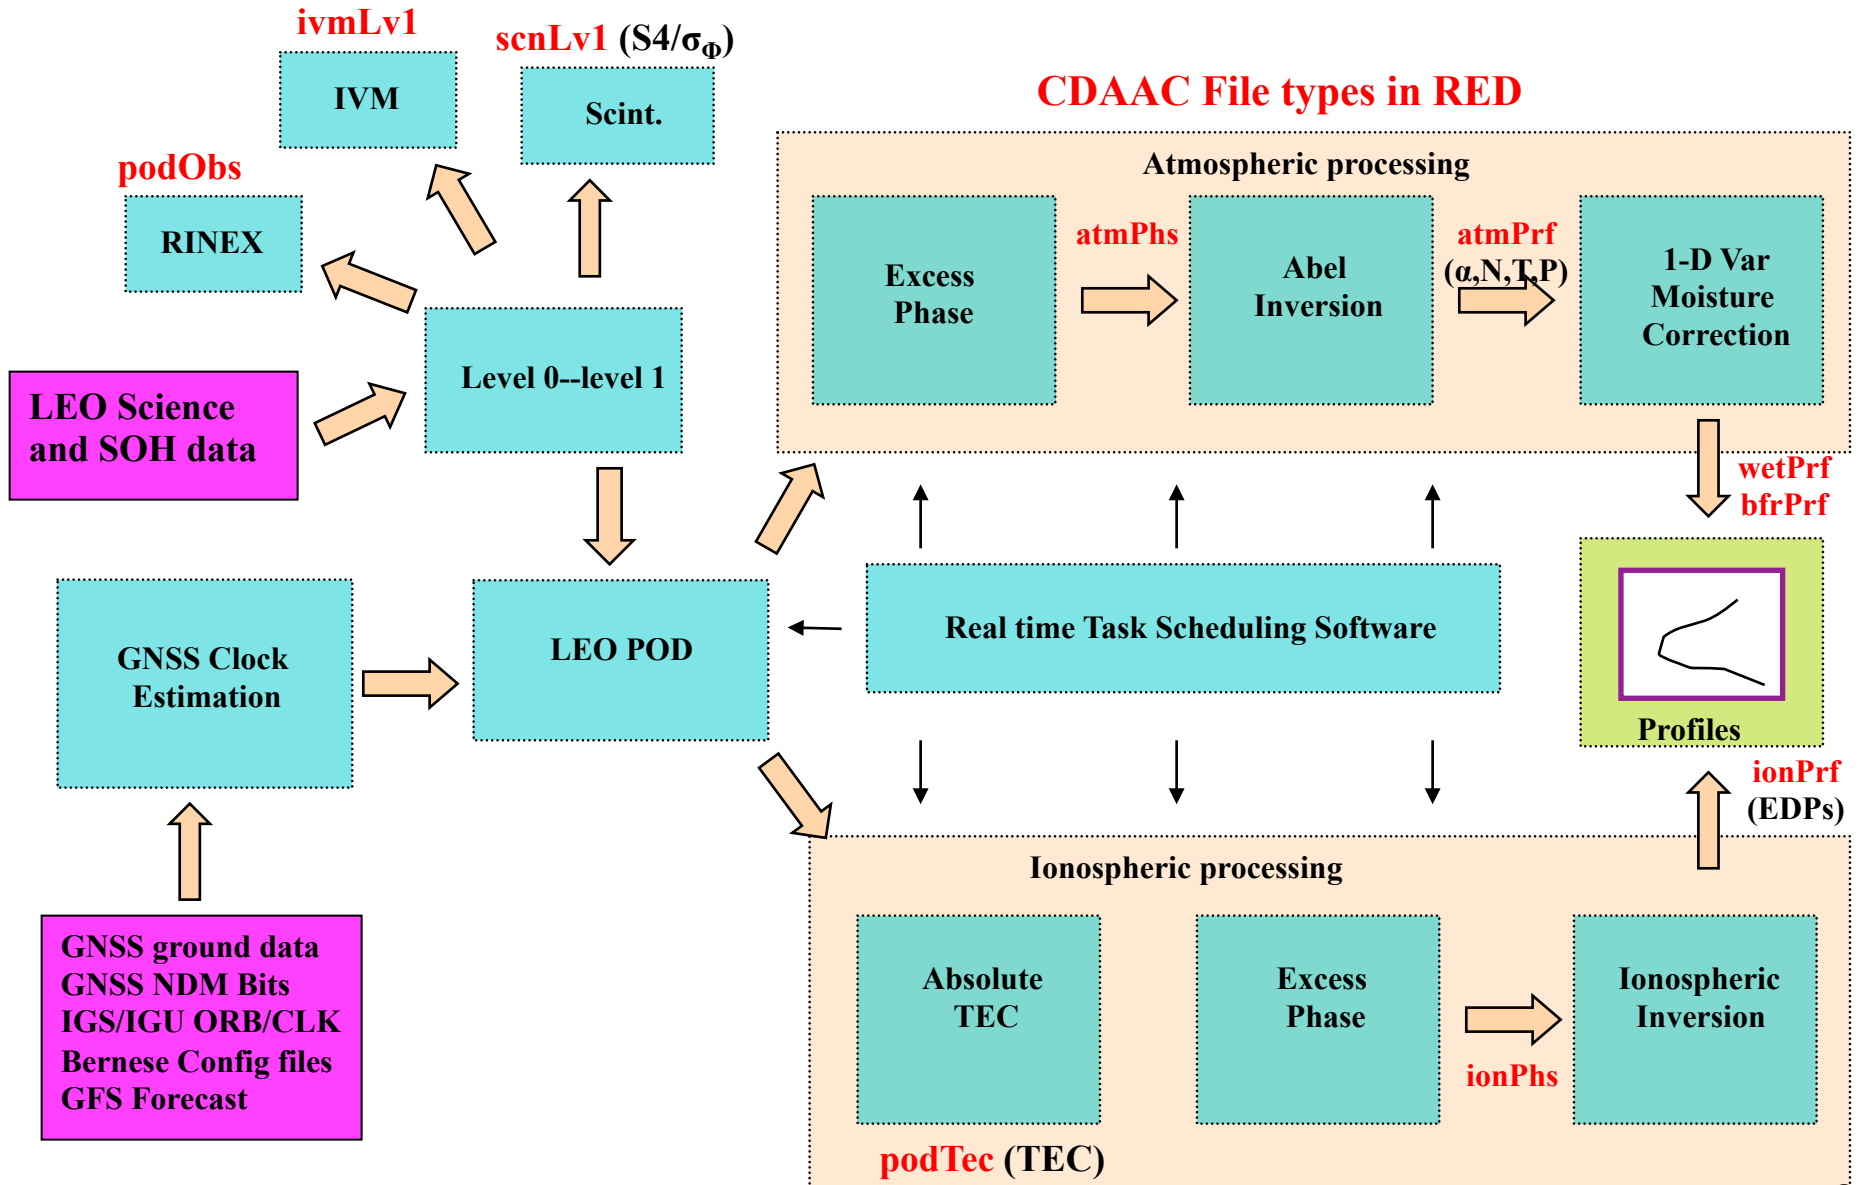 ivmLv1
scnLv1 (S4/σΦ)
IVM
Scint.
podObs
RINEX
CDAAC File types in RED
Atmospheric processing
Excess
Phase
atmPhs
Abel
Inversion
atmPrf
(α,N,T,P)
1-D Var
Moisture
Correction
Level 0--level 1
LEO Science
and SOH data
wetPrf
bfrPrf
GNSS Clock
Estimation
LEO POD
Real time Task Scheduling Software
Profiles
ionPrf
(EDPs)
GNSS ground data
GNSS NDM Bits
IGS/IGU ORB/CLK
Bernese Config files
GFS Forecast
Ionospheric processing
Absolute
TEC
Excess
Phase
ionPhs
Ionospheric
Inversion
podTec (TEC)